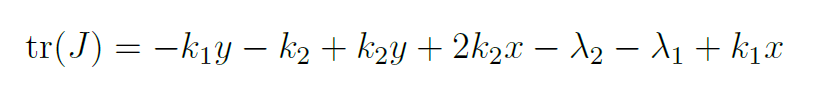 tr(J) = −k₁y − k₂ + k₂y + 2k₂x − λ₂ − λ₁ + k₁x